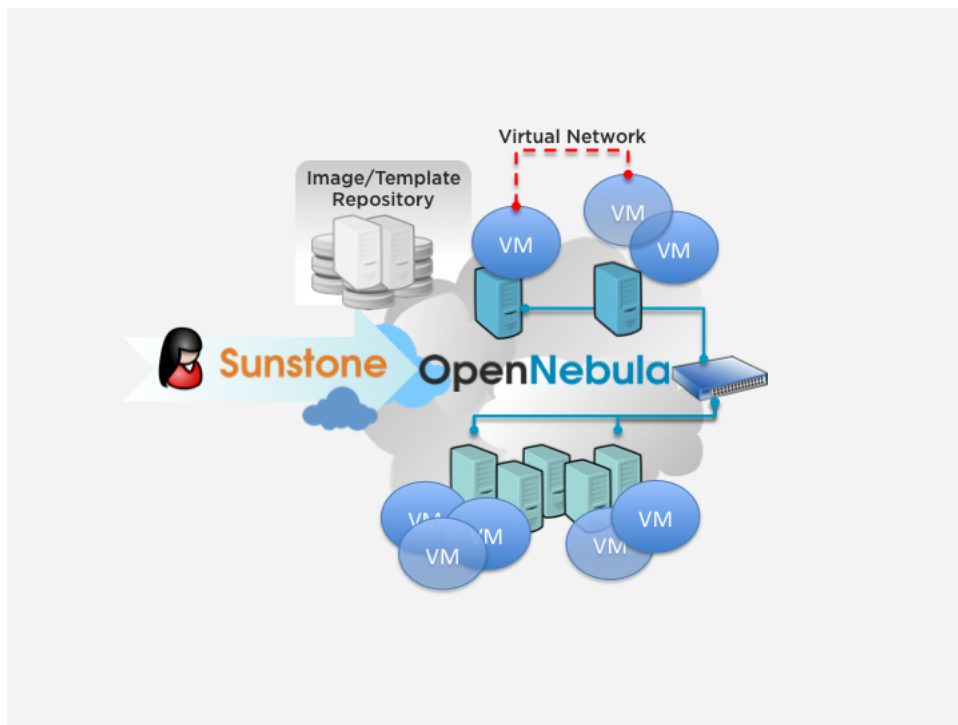 Virtual Network
Image/Template
Repository
VM
VM
VM
Sunstone
OpenNebula
VM
VM
VM
VM
VM